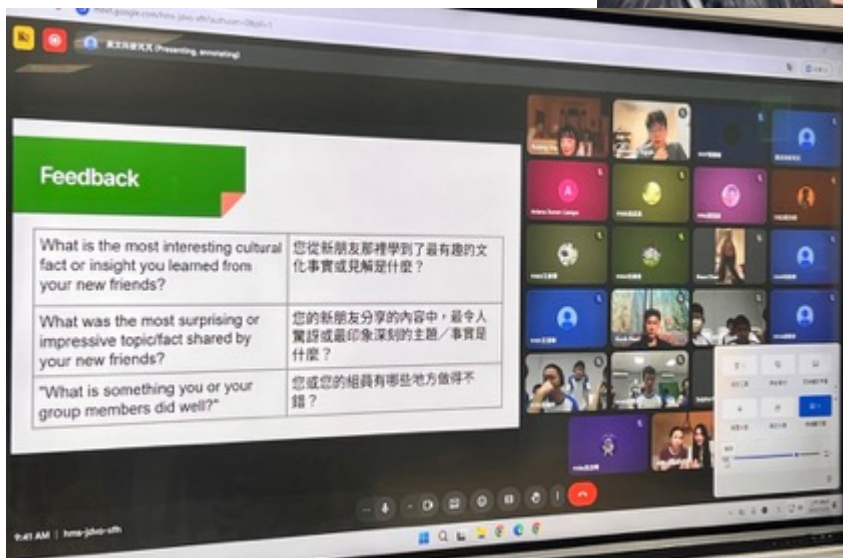 (Presenting, annotating)
Feedback
What is the most interesting cultural
fact or insight you learned from
your new friends?
您從新朋友那裡學到了最有趣的文
化事實或見解是什麼?
What was the most surprising or
impressive topic/fact shared by
your new friends?
您的新朋友分享的內容中,最令人
驚訝或最印象深刻的主題/事實是
什麼?
"What is something you or your
group members did well?"
您或您的組員有哪些地方做得不
錯?
A
9:41 AM | hms-jdvo-xfh